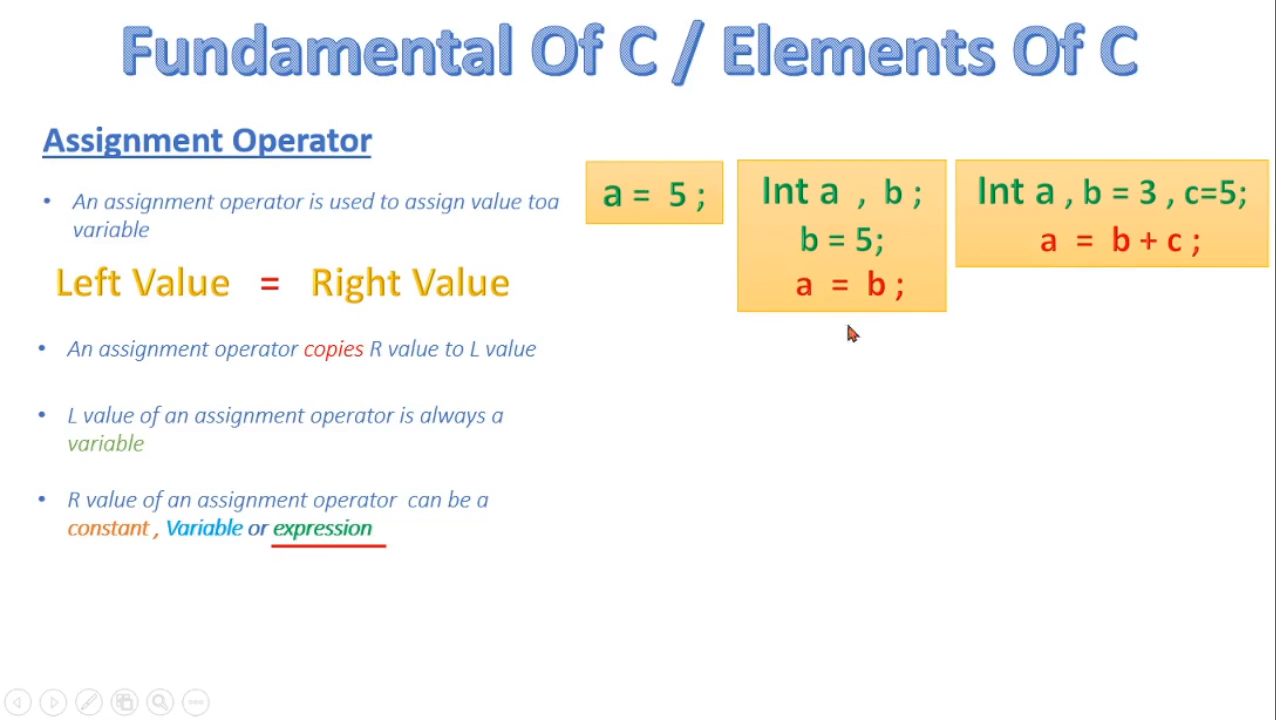 Fundamental Of C / Elements Of C
Assignment Operator
• An assignment operator is used to assign value toa
variable
Left Value = Right Value
• An assignment operator copies R value to L value
• L value of an assignment operator is always a
variable
• R value of an assignment operator can be a
constant , Variable or expression
a = 5 ;
Int a , b ;
b = 5;
a = b ;
Int a , b = 3 , c=5;
a = b + c ;